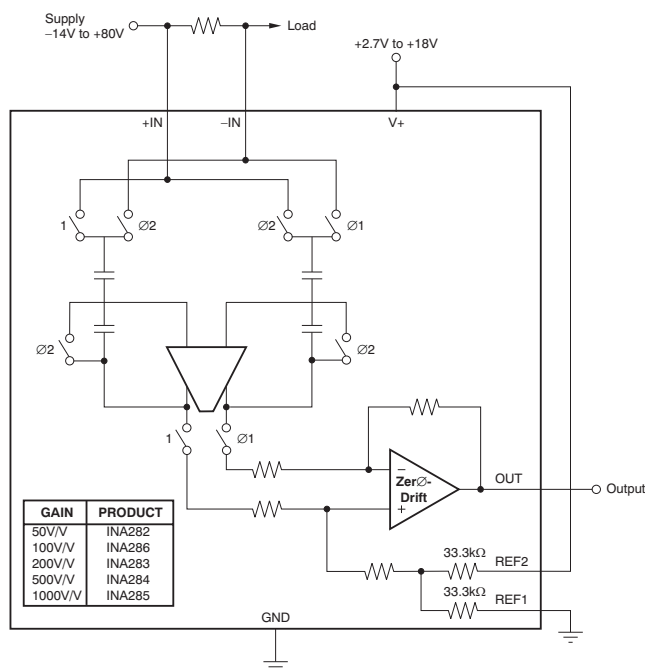 Supply
−14V to +80V
Load
+2.7V to +18V
+IN
−IN
V+
1
Ø2
Ø2
Ø1
Ø2
Ø2
1
Ø1
−
ZerØ-
Drift
+
OUT
Output
33.3kΩ
REF2
33.3kΩ
REF1
GAIN PRODUCT
50V/V INA282
100V/V INA286
200V/V INA283
500V/V INA284
1000V/V INA285
GND